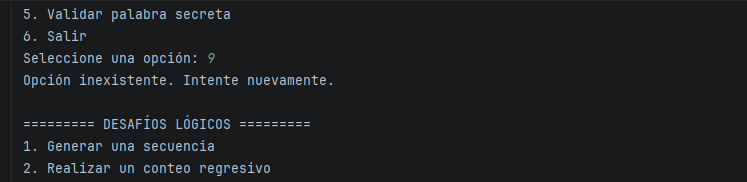 5. Validar palabra secreta
6. Salir
Seleccione una opción: 9
Opción inexistente. Intente nuevamente.
========= DESAFÍOS LÓGICOS =========
1. Generar una secuencia
2. Realizar un conteo regresivo